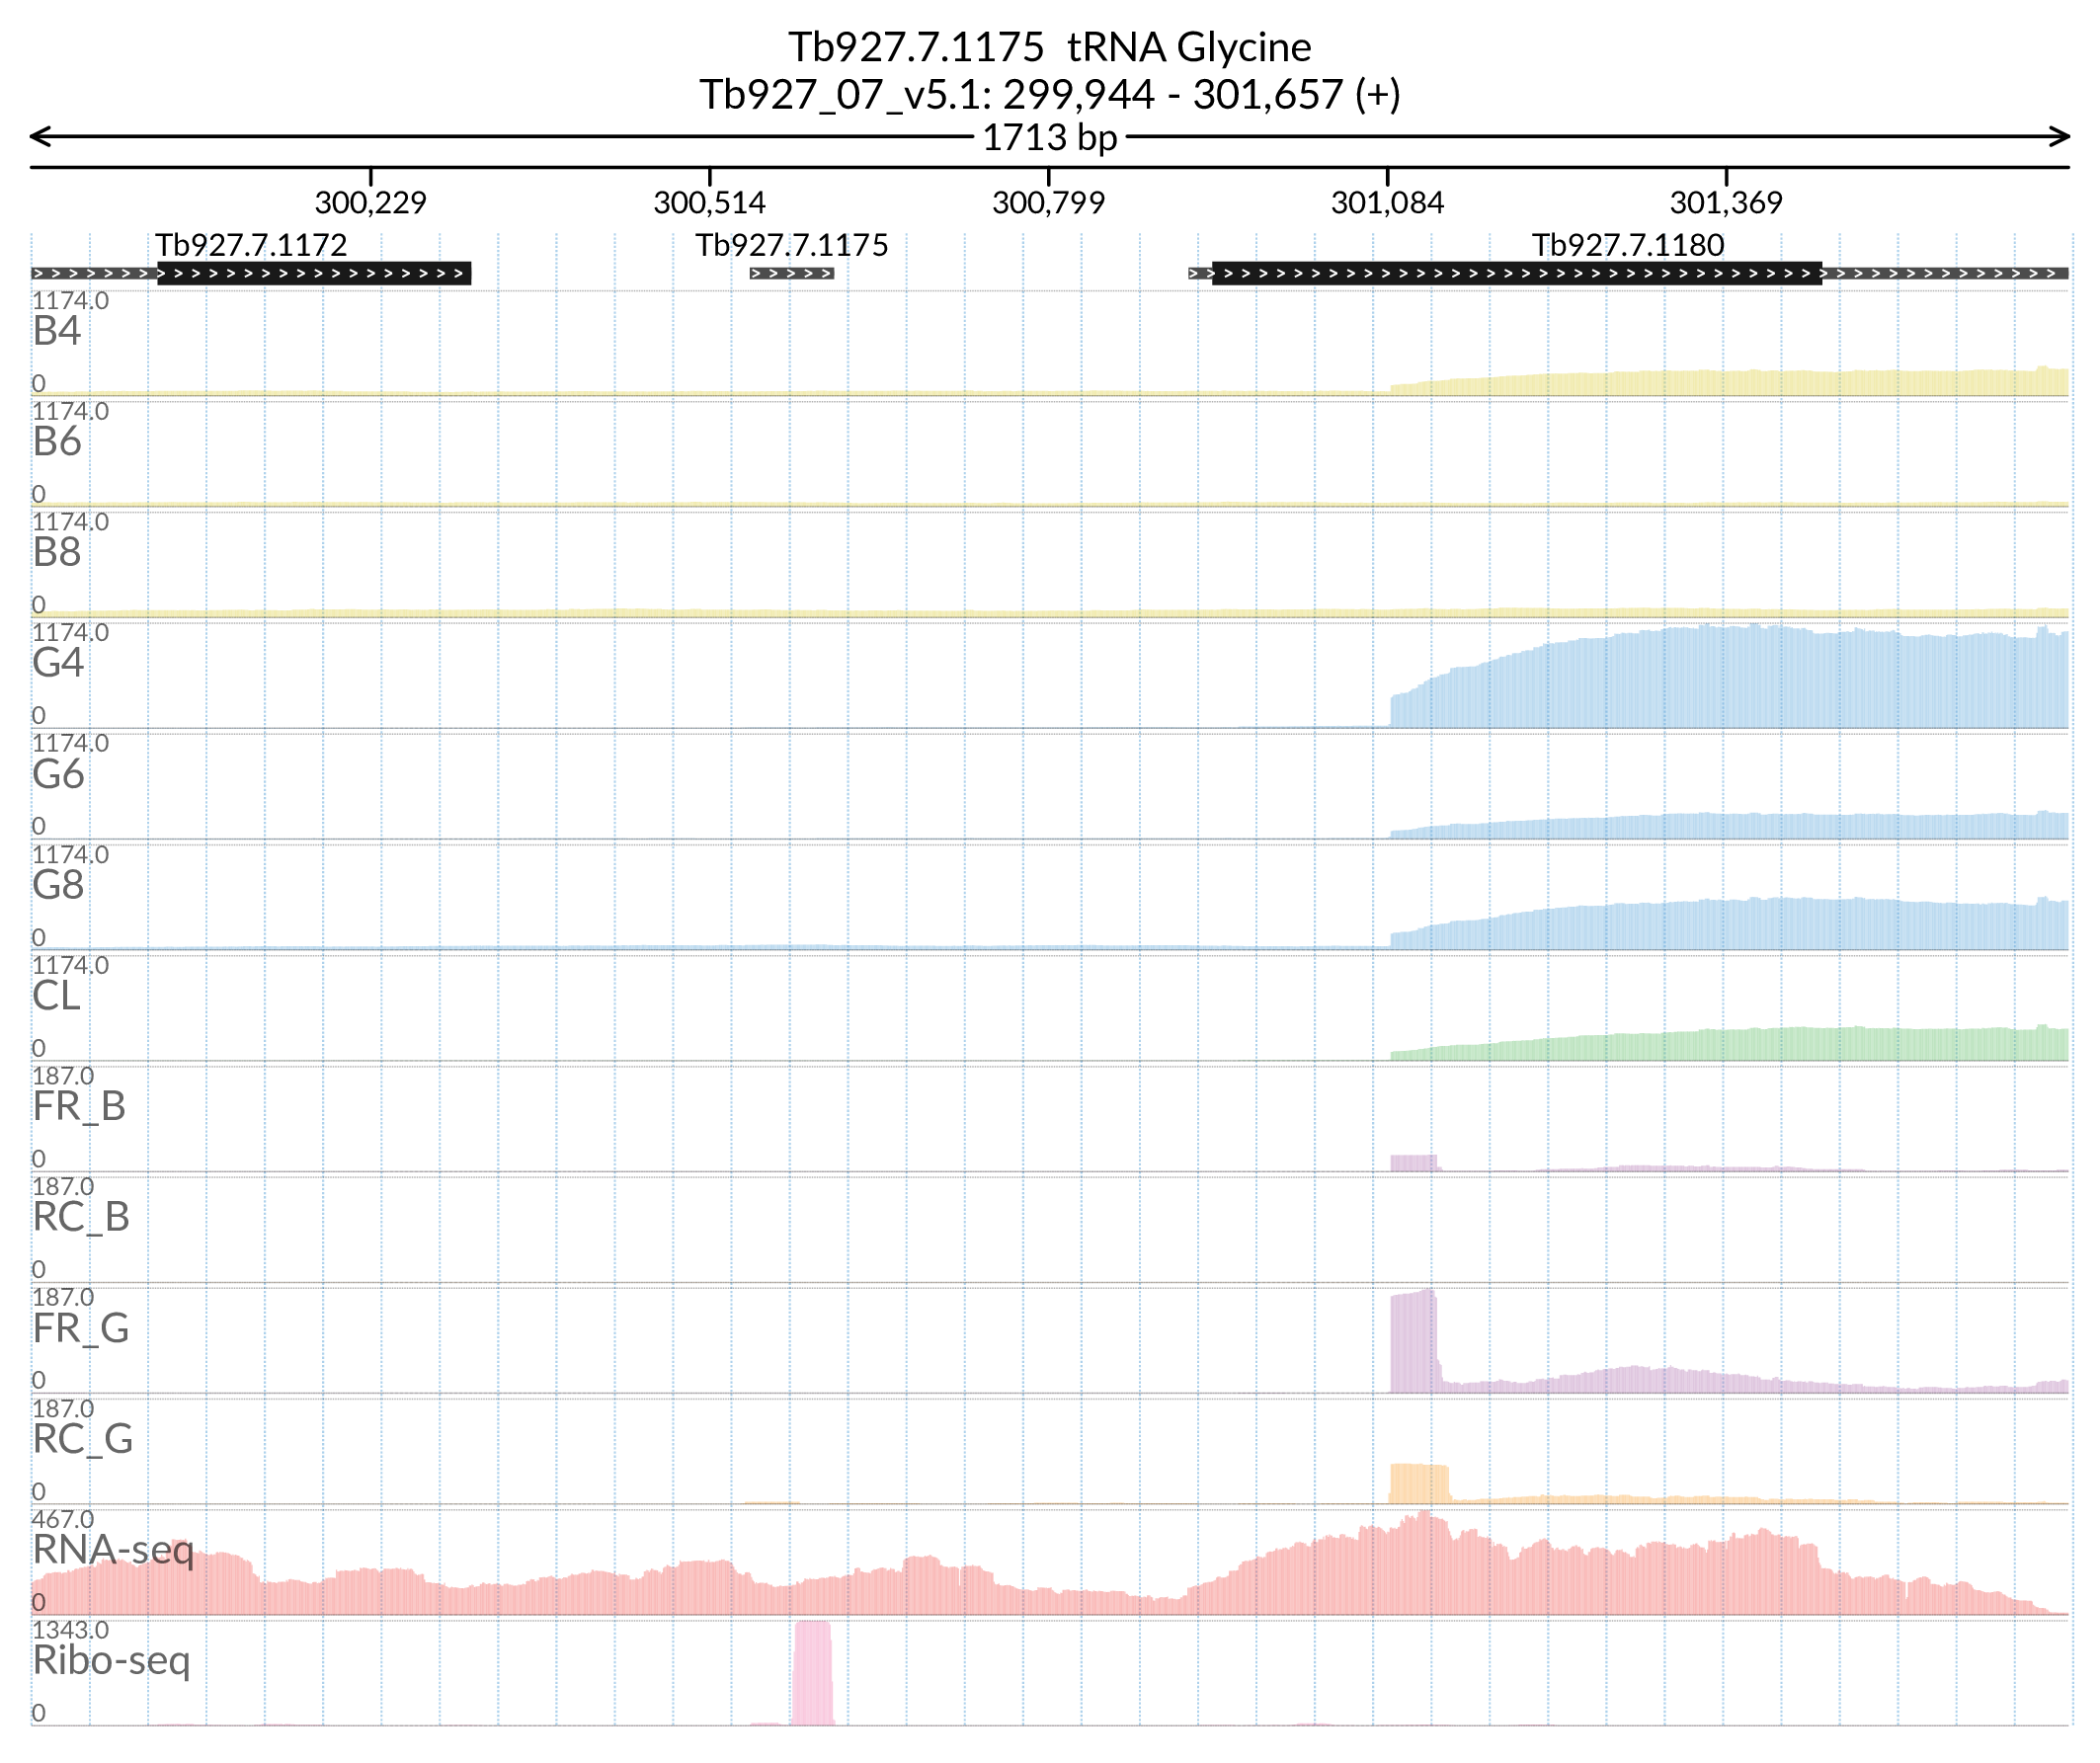 Tb927.7.1175 tRNA Glycine
Tb927_07_v5.1: 299,944 - 301,657 (+)
1713 bp
300,229 300,514 300,799 301,084 301,369
Tb927.7.1172 Tb927.7.1175 Tb927.7.1180
1174.0
B4
0
1174.0
B6
0
1174.0
B8
0
1174.0
G4
0
1174.0
G6
0
1174.0
G8
0
1174.0
CL
0
187.0
FR_B
0
187.0
RC_B
0
187.0
FR_G
0
187.0
RC_G
0
467.0
RNA-seq
0
1343.0
Ribo-seq
0